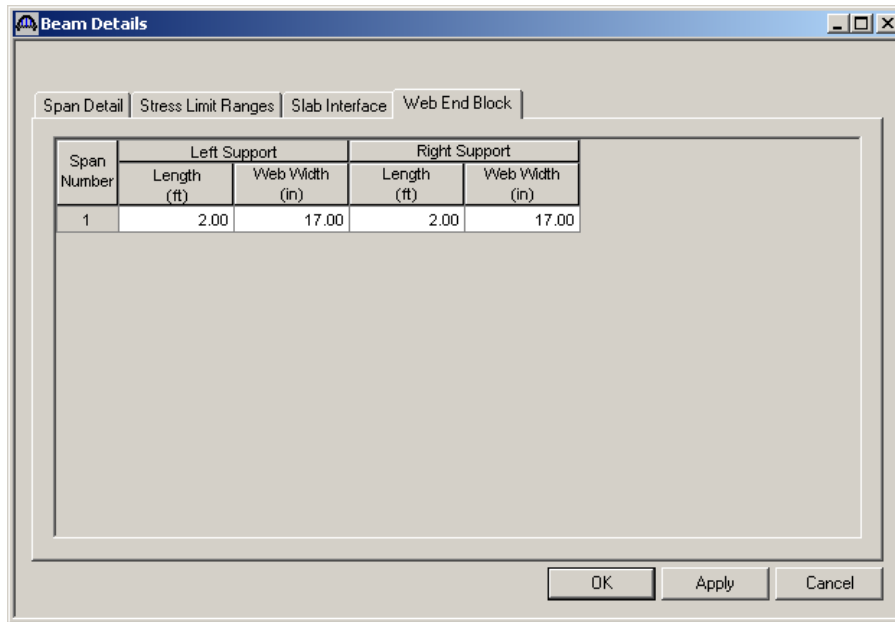 Beam Details
Span Detail Stress Limit Ranges Slab Interface Web End Block
Span Number Left Support Right Support
Length (ft) Web Width (in) Length (ft) Web Width (in)
1 2.00 17.00 2.00 17.00
OK Apply Cancel